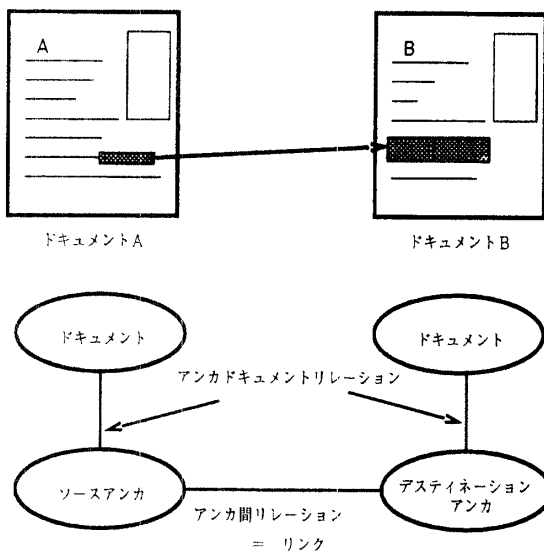 A
B
ドキュメントA
ドキュメントB
ドキュメント
ドキュメント
アンカドキュメントリレーション
ソースアンカ
デスティネーション
アンカ
アンカ間リレーション
= リンク